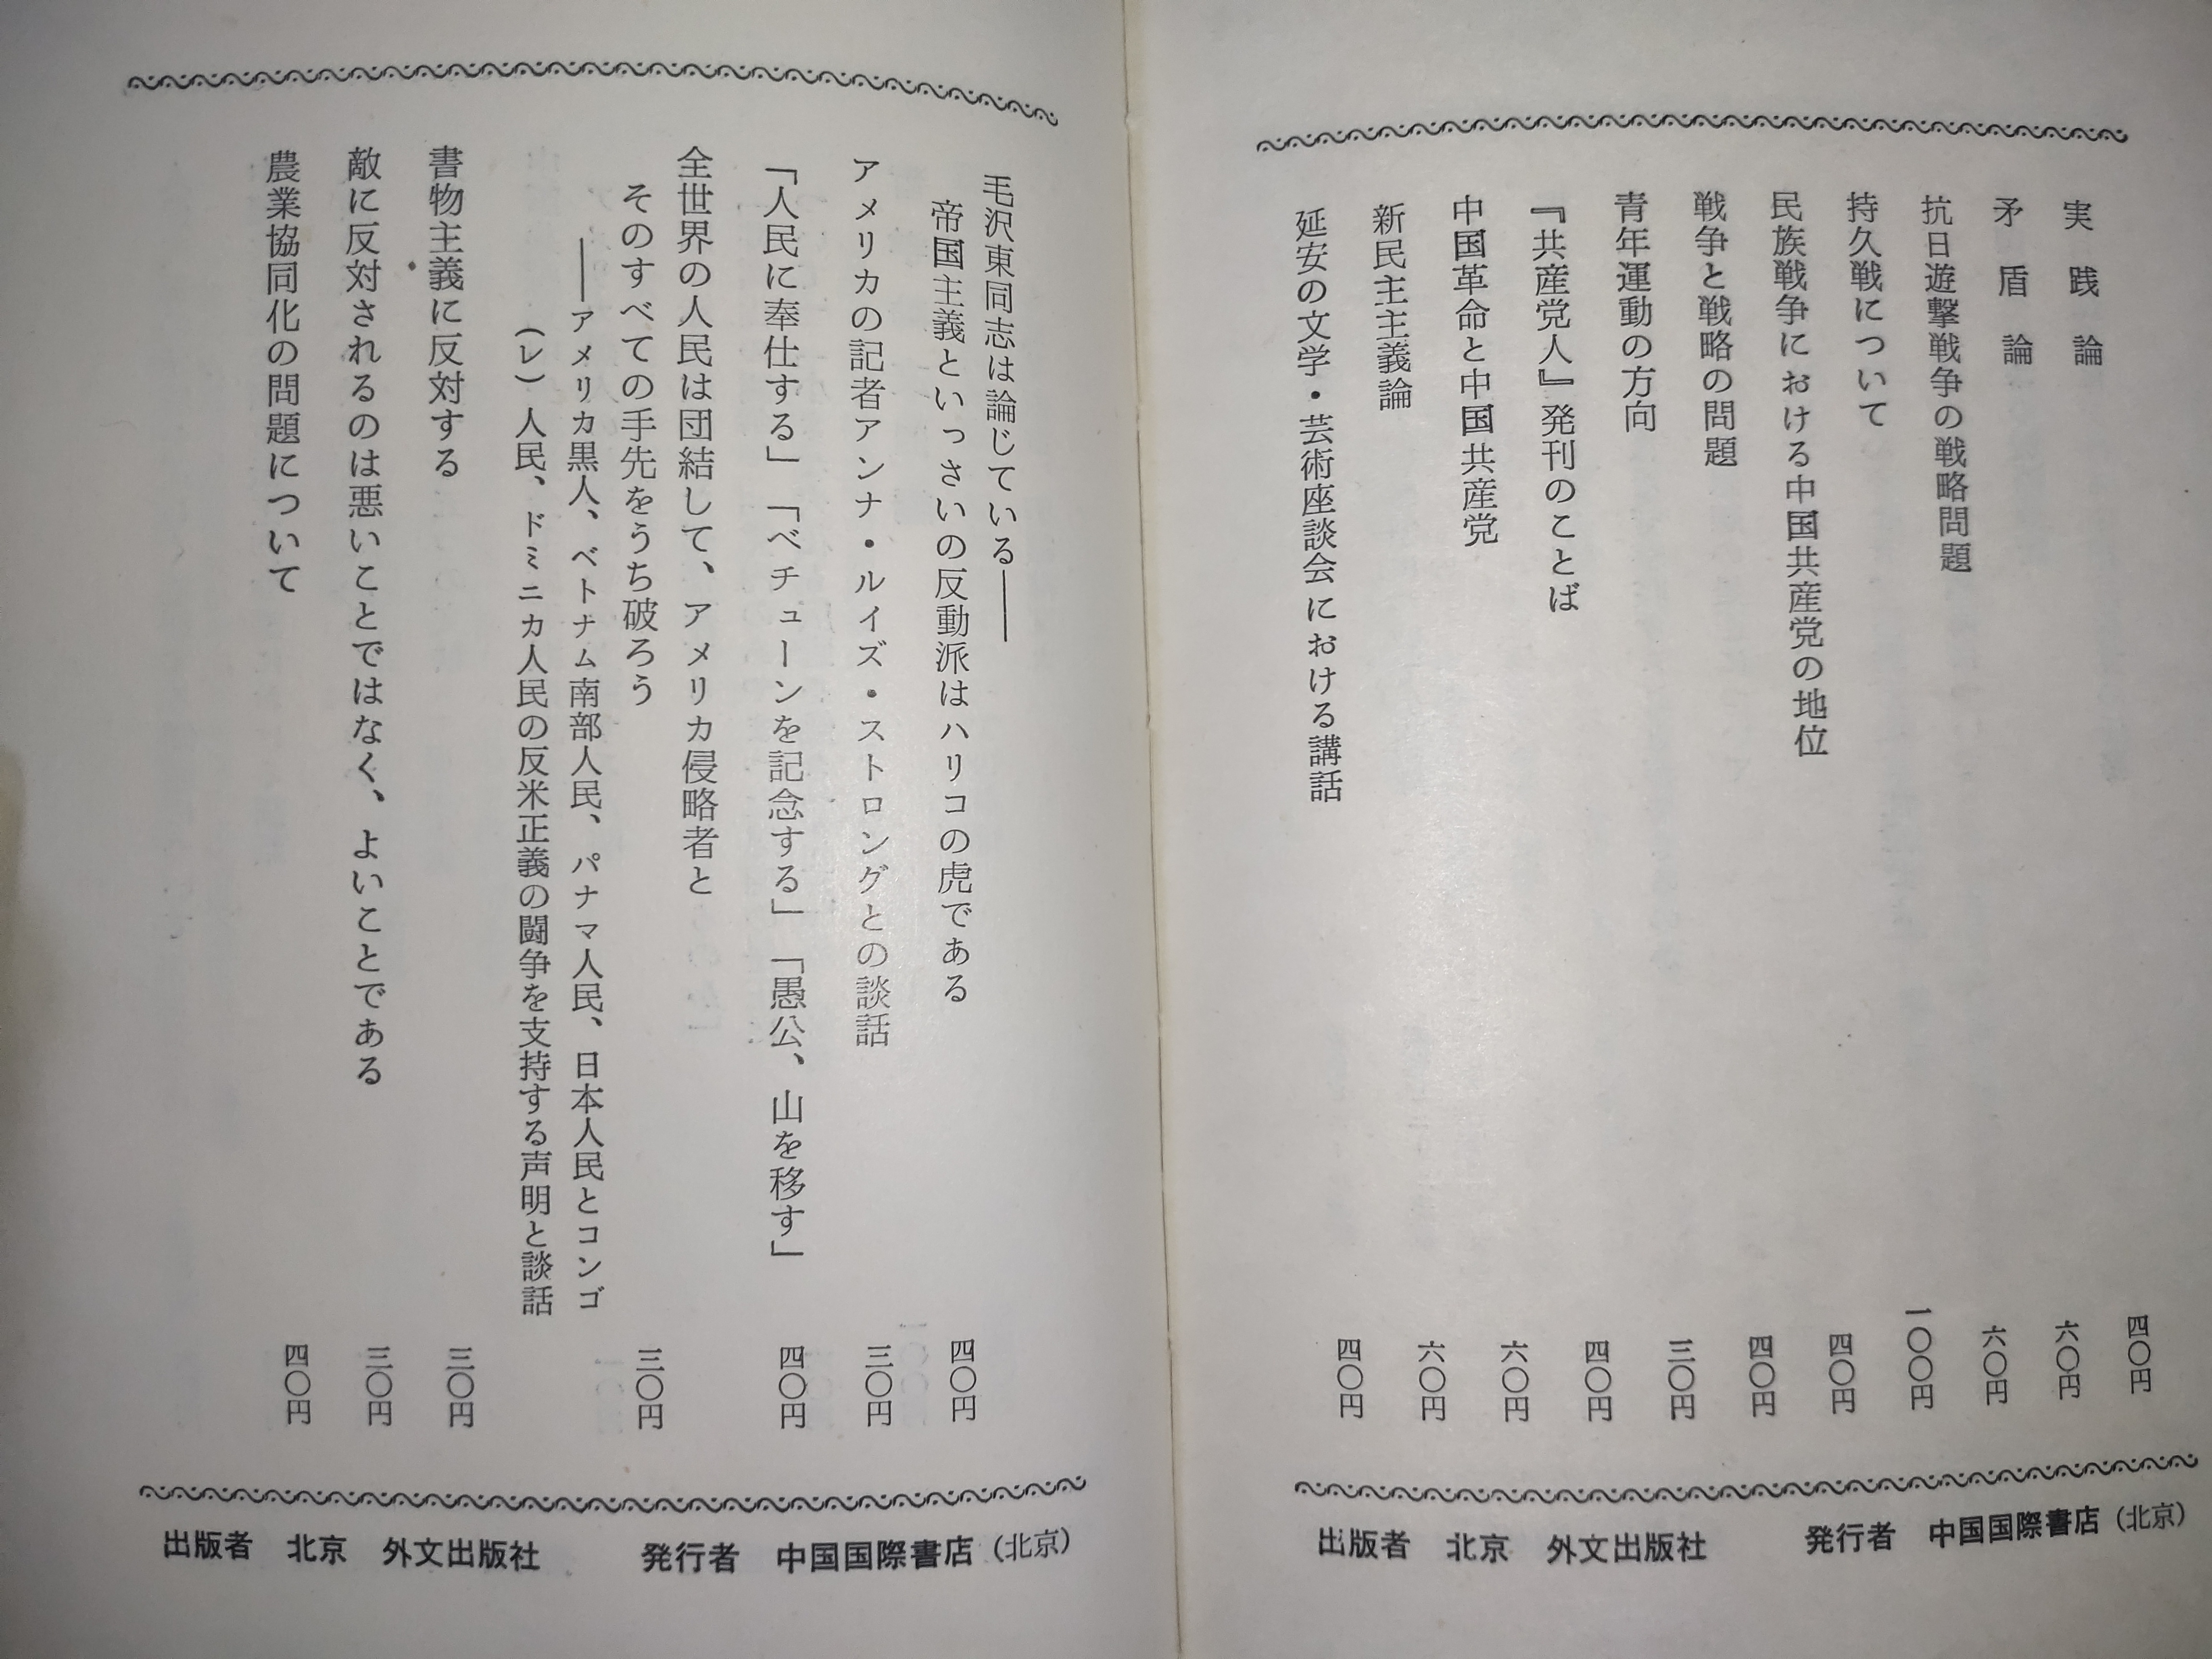 実践論 四〇円
矛盾論 六〇円
抗日遊撃戦争の戦略問題 六〇円
持久戦について 一〇〇円
民族戦争における中国共産党の地位 四〇円
戦争と戦略の問題 四〇円
青年運動の方向 三〇円
『共産党人』発刊のことば 四〇円
中国革命と中国共産党 六〇円
新民主主義論 六〇円
延安の文学・芸術座談会における講話 四〇円
出版者 北京 外文出版社 発行者 中国国際書店(北京)
毛沢東同志は論じている――
帝国主義といっさいの反動派はハリコの虎である 四〇円
アメリカの記者アンナ・ルイズ・ストロングとの談話 三〇円
「人民に奉仕する」「ベチューンを記念する」「愚公、山を移す」 四〇円
全世界の人民は団結して、アメリカ侵略者と
そのすべての手先をうち破ろう 三〇円
――アメリカ黒人、ベトナム南部人民、パナマ人民、日本人民とコンゴ
(レ)人民、ドミニカ人民の反米正義の闘争を支持する声明と談話
書物主義に反対する 三〇円
敵に反対されるのは悪いことではなく、よいことである 三〇円
農業協同化の問題について 四〇円
出版者 北京 外文出版社 発行者 中国国際書店(北京)